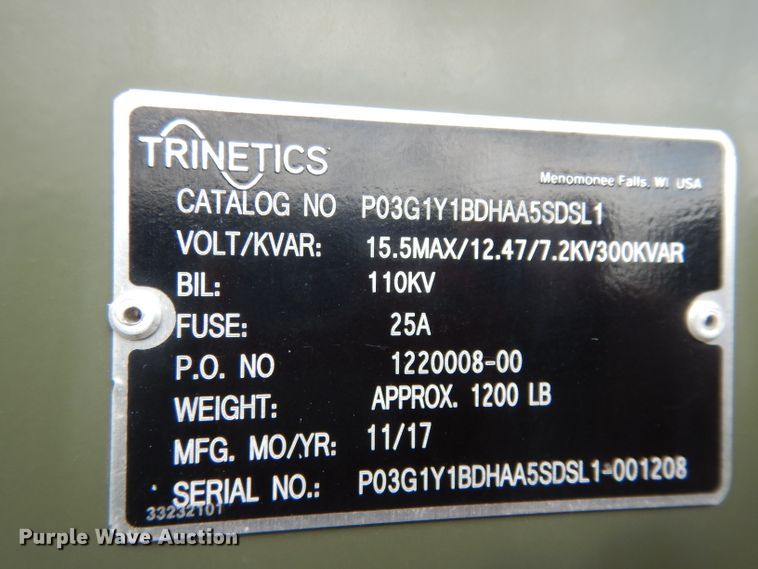 TRINETICS
Menomonee Falls, WI USA
CATALOG NO P03G1Y1BDHAA5SDSL1
VOLT/KVAR: 15.5MAX/12.47/7.2KV300KVAR
BIL: 110KV
FUSE: 25A
P.O. NO 1220008-00
WEIGHT: APPROX. 1200 LB
MFG. MO/YR: 11/17
SERIAL NO.: P03G1Y1BDHAA5SDSL1-001208
33232T01
Purple Wave Auction